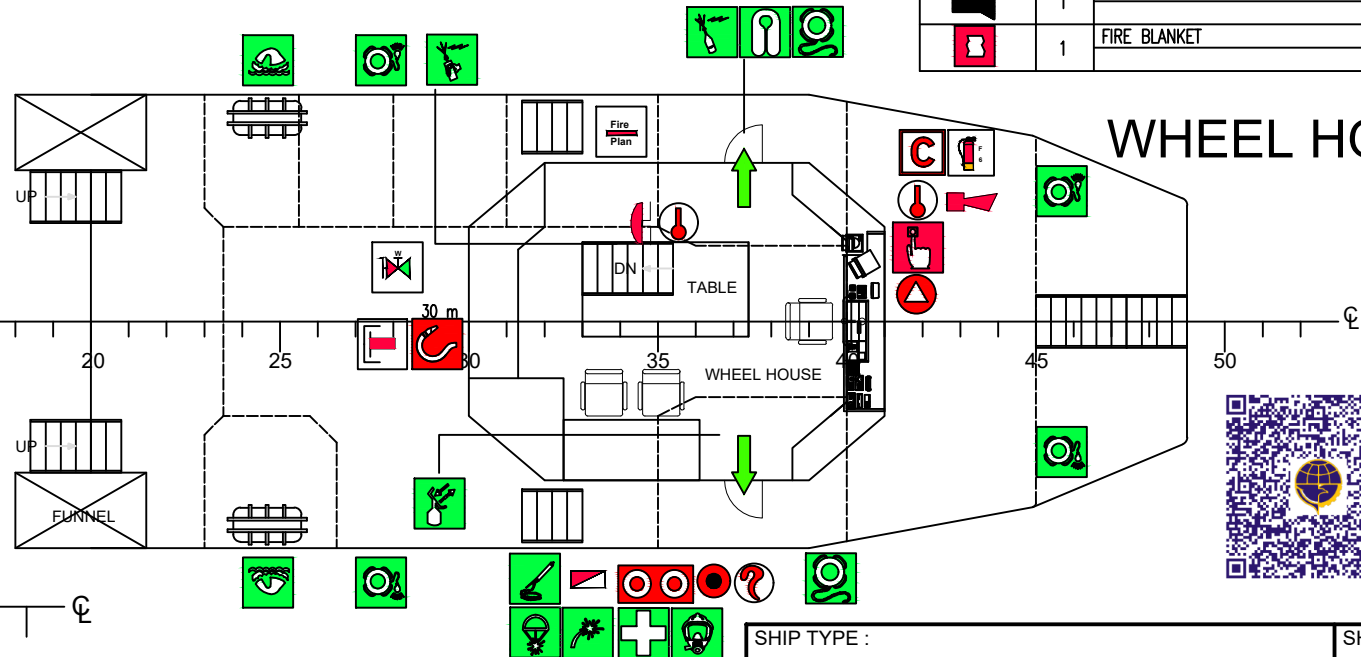 1
1
FIRE BLANKET
WHEEL HO
Fire
Plan
C
F
6
UP
W
DN
TABLE
30 m
℄
20
25
30
35
40
45
50
WHEEL HOUSE
UP
FUNNEL
℄
SHIP TYPE :
SH